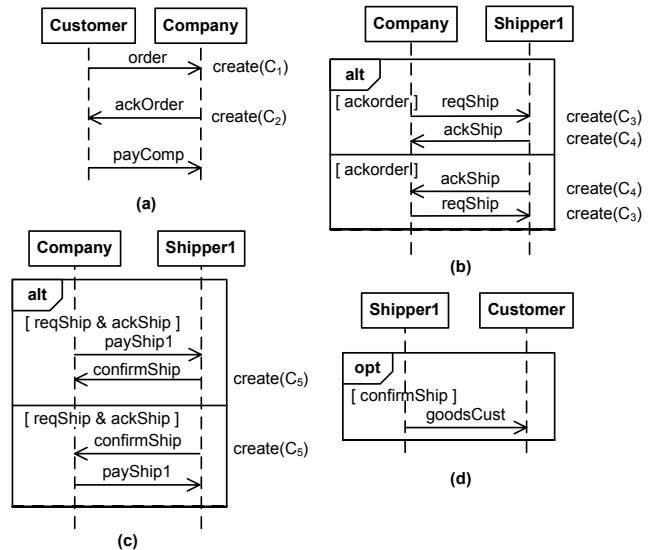 Customer Company
order
create(C1)
ackOrder
create(C2)
payComp
(a)
Company Shipper1
alt
[ ackorder ] reqShip
create(C3)
ackShip
create(C4)
[ ackorder ]
ackShip
create(C4)
reqShip
create(C3)
(b)
Company Shipper1
alt
[ reqShip & ackShip ]
payShip1
confirmShip
create(C5)
[ reqShip & ackShip ]
confirmShip
create(C5)
payShip1
(c)
Shipper1 Customer
opt
[ confirmShip ]
goodsCust
(d)